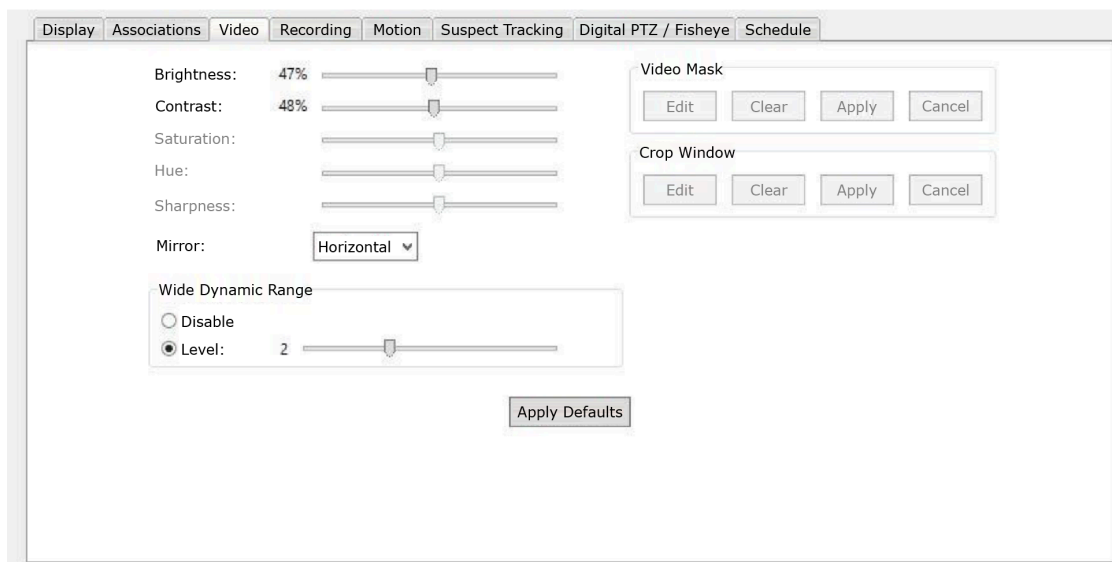 Display Associations Video Recording Motion Suspect Tracking Digital PTZ / Fisheye Schedule
Brightness: 47%
Contrast: 48%
Saturation:
Hue:
Sharpness:
Mirror: Horizontal
Wide Dynamic Range
Disable
Level: 2
Video Mask
Edit Clear Apply Cancel
Crop Window
Edit Clear Apply Cancel
Apply Defaults